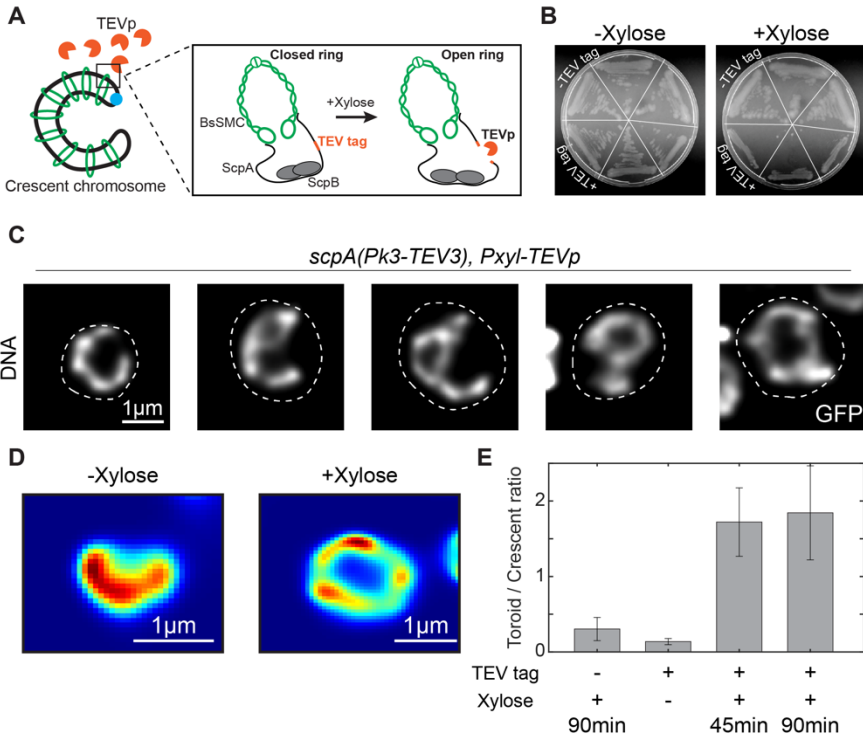 A
TEVp
Crescent chromosome
Closed ring
Open ring
+Xylose
BsSMC
TEV tag
TEVp
ScpA
ScpB
B
-Xylose
+Xylose
-TEV tag
+TEV tag
-TEV tag
+TEV tag
C
scpA(Pk3-TEV3), Pxyl-TEVp
DNA
1µm
GFP
D
-Xylose
+Xylose
1µm
1µm
E
Toroid / Crescent ratio
2
1
0
TEV tag - + + +
Xylose + - + +
90min 45min 90min